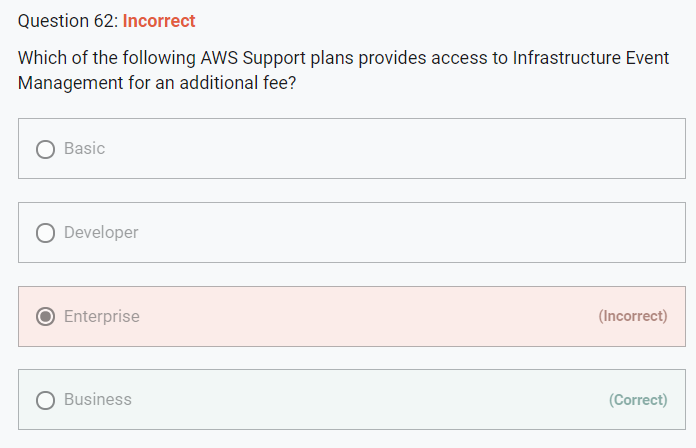 Question 62: Incorrect
Which of the following AWS Support plans provides access to Infrastructure Event
Management for an additional fee?
Basic
Developer
Enterprise (Incorrect)
Business (Correct)